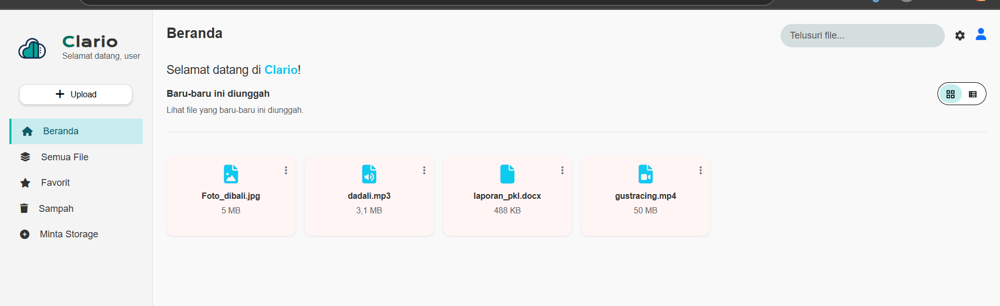 Clario
Selamat datang, user
Upload
Beranda
Semua File
Favorit
Sampah
Minta Storage
Beranda
Telusuri file...
Selamat datang di Clario!
Baru-baru ini diunggah
Lihat file yang baru-baru ini diunggah.
Foto_dibali.jpg
5 MB
dadali.mp3
3,1 MB
laporan_pkl.docx
488 KB
gustracing.mp4
50 MB